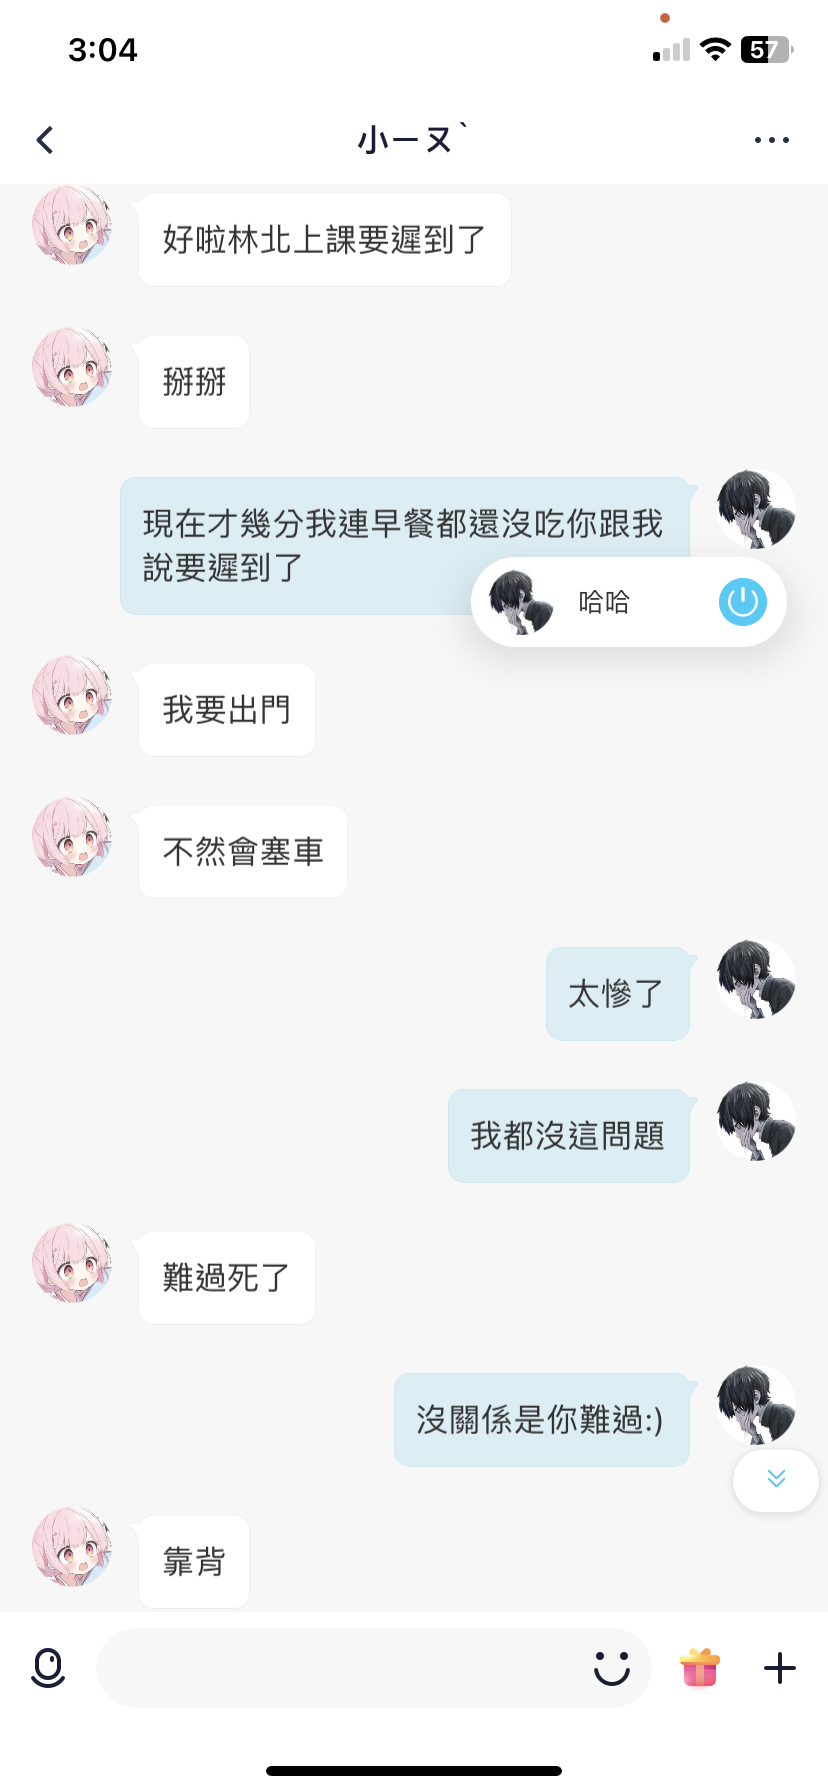 3:04
57
小ㄧㄡˋ
好啦林北上課要遲到了
掰掰
現在才幾分我連早餐都還沒吃你跟我
說要遲到了
哈哈
我要出門
不然會塞車
太慘了
我都沒這問題
難過死了
沒關係是你難過:)
靠背